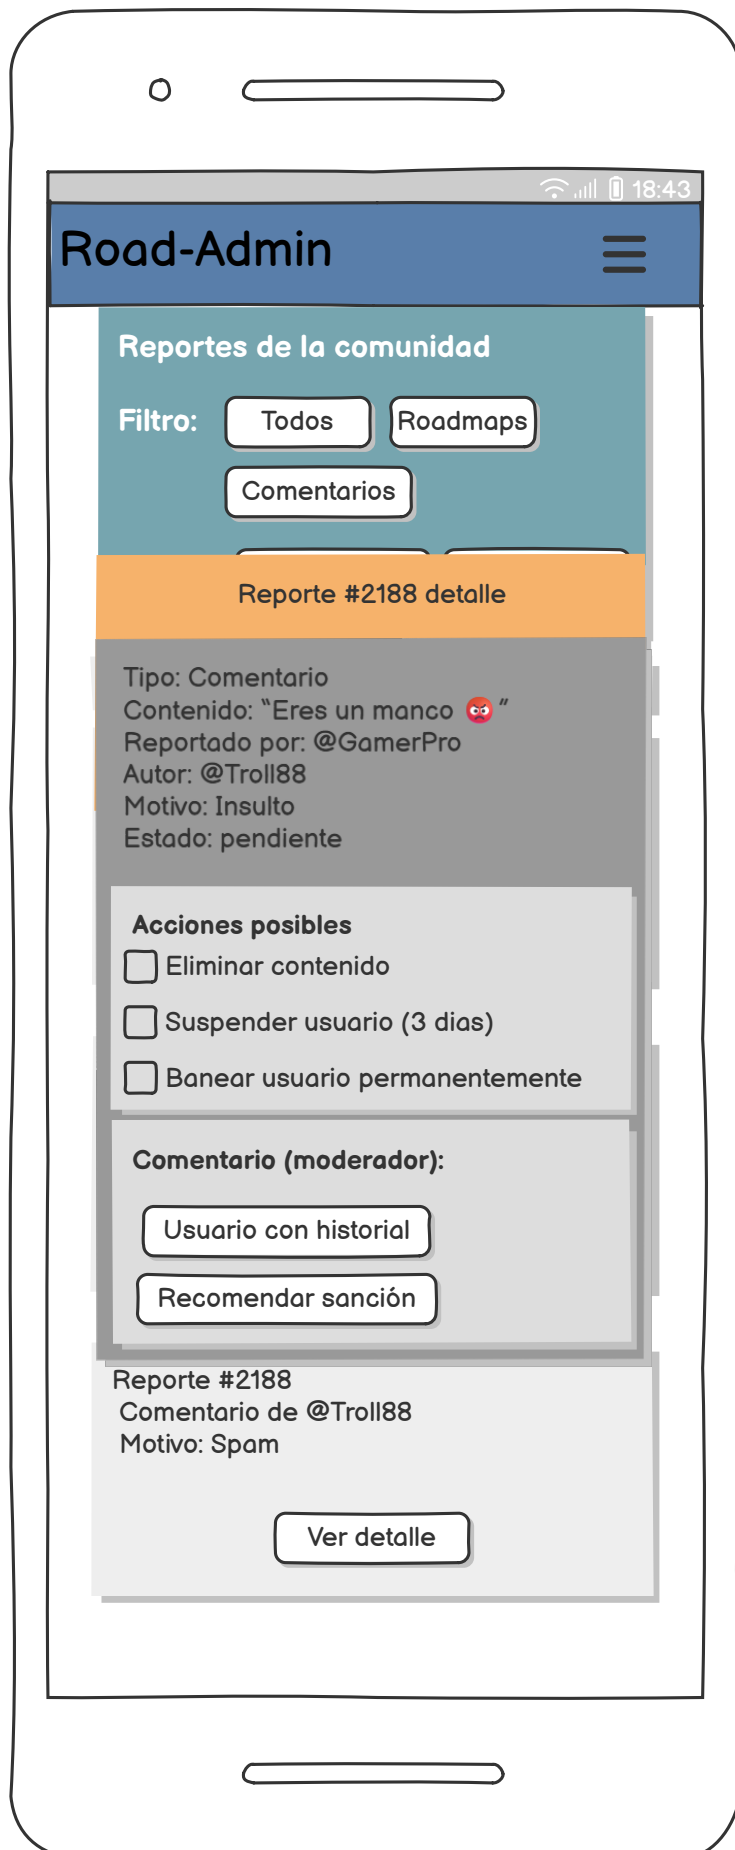 18:43
Road-Admin
Reportes de la comunidad
Filtro: Todos Roadmaps
Comentarios
Reporte #2188 detalle
Tipo: Comentario
Contenido: “Eres un manco 😡”
Reportado por: @GamerPro
Autor: @Troll88
Motivo: Insulto
Estado: pendiente
Acciones posibles
Eliminar contenido
Suspender usuario (3 dias)
Banear usuario permanentemente
Comentario (moderador):
Usuario con historial
Recomendar sanción
Reporte #2188
Comentario de @Troll88
Motivo: Spam
Ver detalle